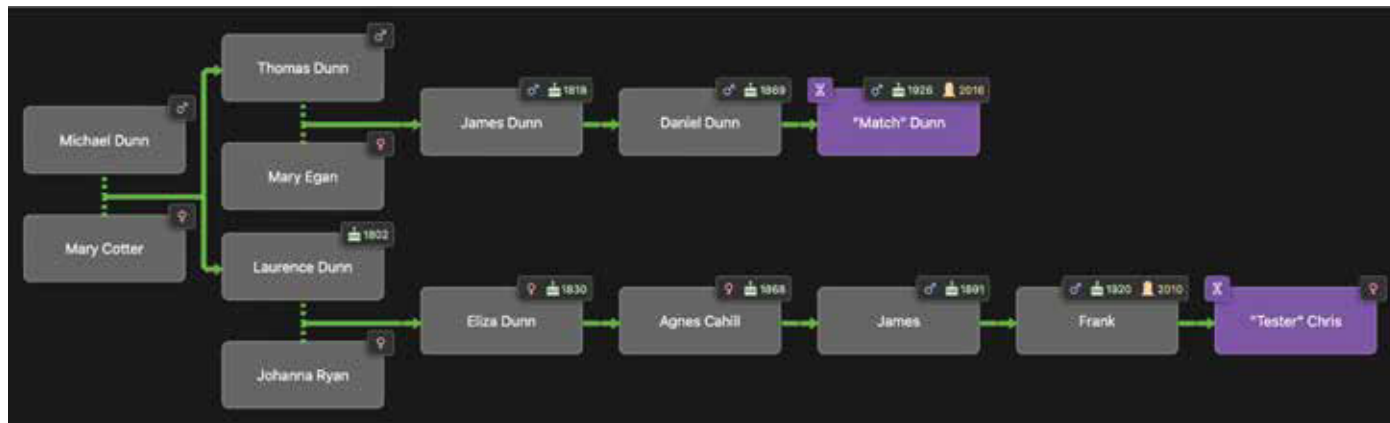 ♂
Thomas Dunn
♂ 1818
♂ 1869
♂ 1926 2016
♂
Michael Dunn
James Dunn
Daniel Dunn
"Match" Dunn
♀
Mary Egan
♀
Mary Cotter
1802
Laurence Dunn
♀ 1830
♀ 1868
♂ 1891
♂ 1920 2010
♀
Eliza Dunn
Agnes Cahill
James
Frank
"Tester" Chris
♀
Johanna Ryan